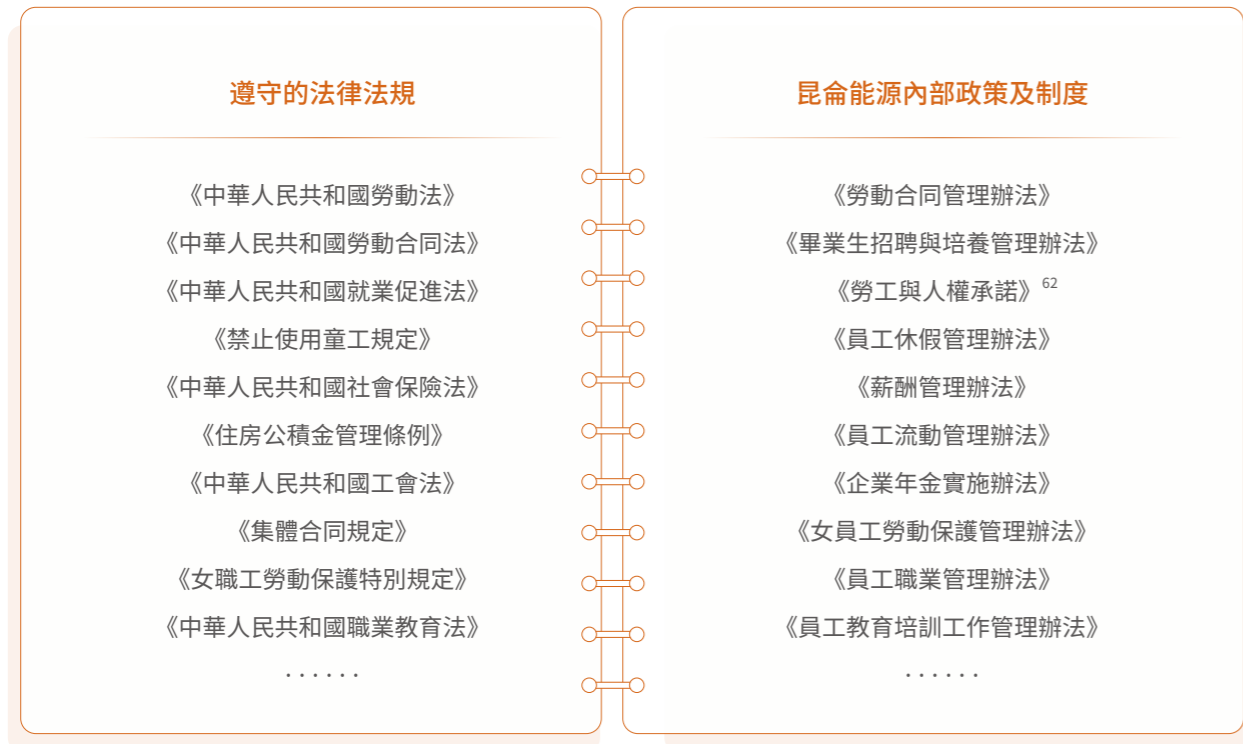 遵守的法律法規
《中華人民共和國勞動法》
《中華人民共和國勞動合同法》
《中華人民共和國就業促進法》
《禁止使用童工規定》
《中華人民共和國社會保險法》
《住房公積金管理條例》
《中華人民共和國工會法》
《集體合同規定》
《女職工勞動保護特別規定》
《中華人民共和國職業教育法》
......
昆侖能源內部政策及制度
《勞動合同管理辦法》
《畢業生招聘與培養管理辦法》
《勞工與人權承諾》62
《員工休假管理辦法》
《薪酬管理辦法》
《員工流動管理辦法》
《企業年金實施辦法》
《女員工勞動保護管理辦法》
《員工職業管理辦法》
《員工教育培訓工作管理辦法》
......